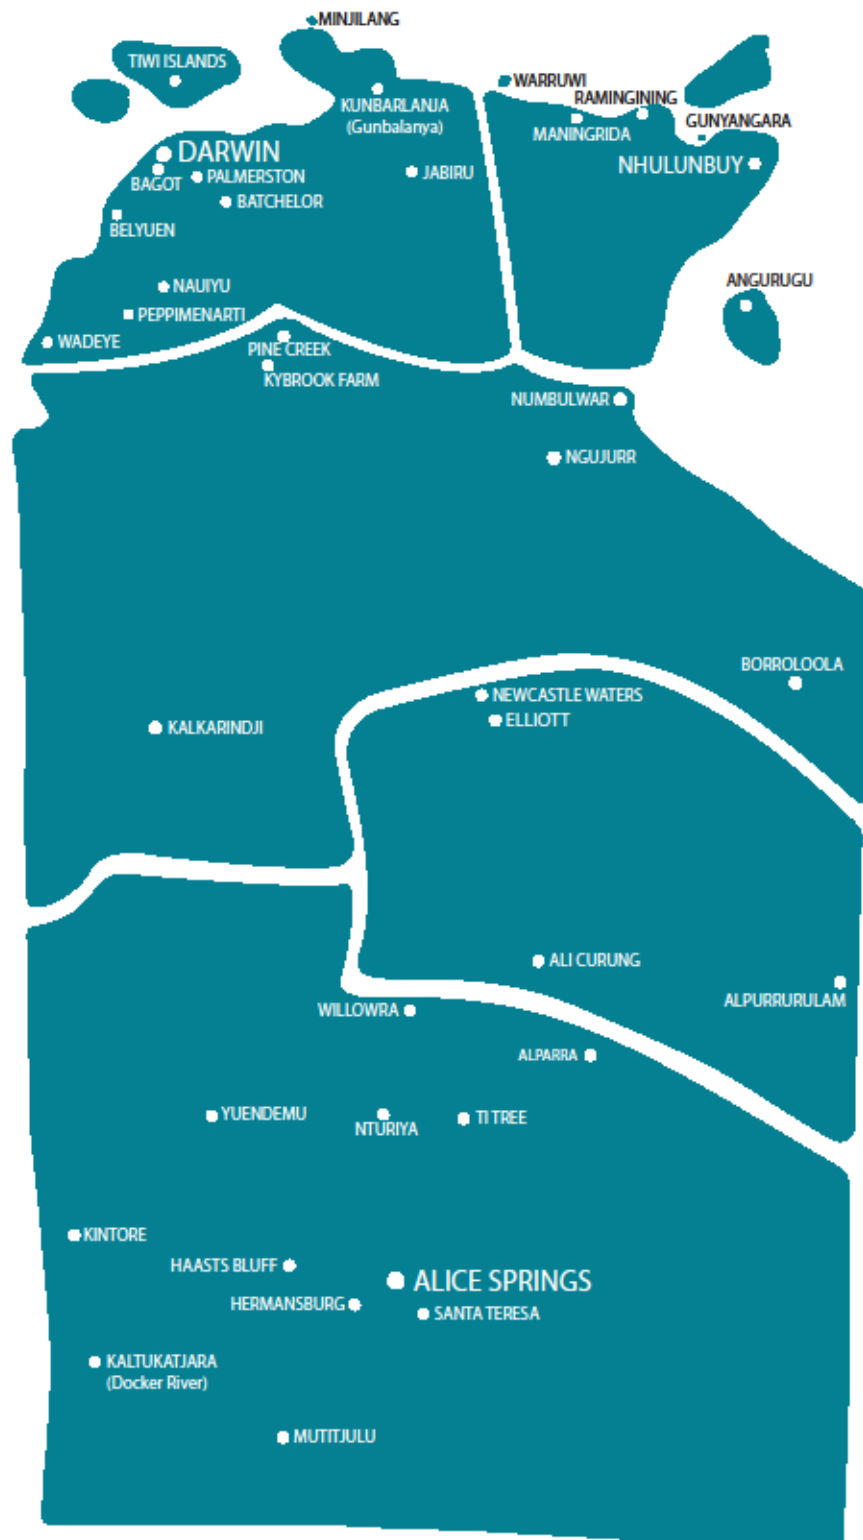 MINJILANG
TIWI ISLANDS
WARRUWI
KUNBARLANJA
(Gunbalanya)
RAMINGINING
MANINGRIDA
GUNYANGARA
DARWIN
NHULUNBUY
BAGOT
PALMERSTON
JABIRU
BATCHELOR
BELYUEN
ANGURUGU
NAUIYU
PEPPIMENARTI
WADEYE
PINE CREEK
KYBROOK FARM
NUMBULWAR
NGUJURR
BORROLOOLA
NEWCASTLE WATERS
ELLIOTT
KALKARINDJI
ALI CURUNG
ALPURRURULAM
WILLOWRA
ALPARRA
YUENDEMU
NTURIYA
TI TREE
KINTORE
HAASTS BLUFF
ALICE SPRINGS
HERMANSBURG
SANTA TERESA
KALTUKATJARA
(Docker River)
MUTITJULU